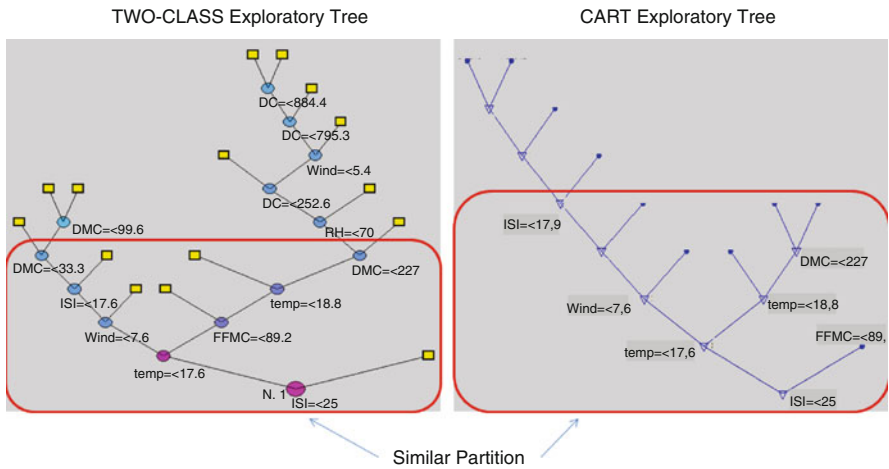 TWO-CLASS Exploratory Tree
CART Exploratory Tree
DC=<884.4
DC=<795.3
Wind=<5.4
DC=<252.6
RH=<70
DMC=<99.6
DMC=<33.3
DMC=<227
ISI=<17.6
temp=<18.8
Wind=<7.6
FFMC=<89.2
temp=<17.6
N. 1
ISI=<25
ISI=<17,9
DMC=<227
Wind=<7,6
temp=<18,8
FFMC=<89,
temp=<17,6
ISI=<25
Similar Partition